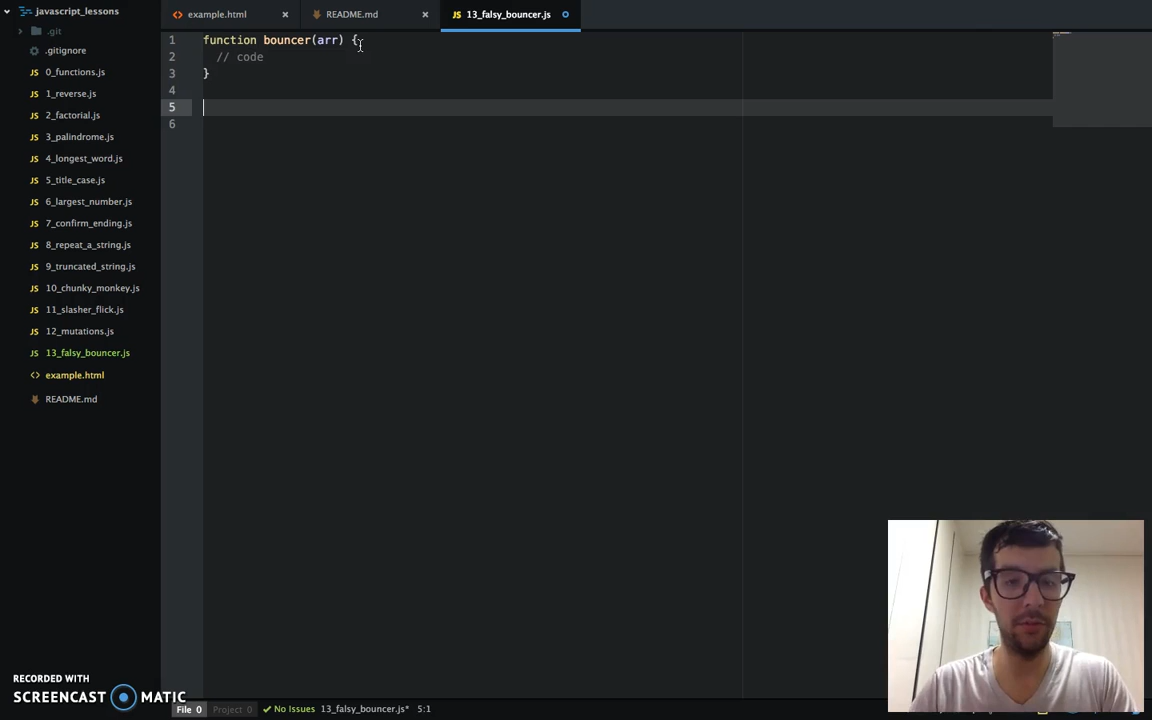 javascript_lessons
.git
.gitignore
0_functions.js
1_reverse.js
2_factorial.js
3_palindrome.js
4_longest_word.js
5_title_case.js
6_largest_number.js
7_confirm_ending.js
8_repeat_a_string.js
9_truncated_string.js
10_chunky_monkey.js
11_slasher_flick.js
12_mutations.js
13_falsy_bouncer.js
example.html
README.md
example.html
README.md
JS 13_falsy_bouncer.js
1 function bouncer(arr) {
2 // code
3 }
4
5
6
RECORDED WITH
SCREENCAST MATIC
File 0 Project 0 No Issues 13_falsy_bouncer.js* 5:1